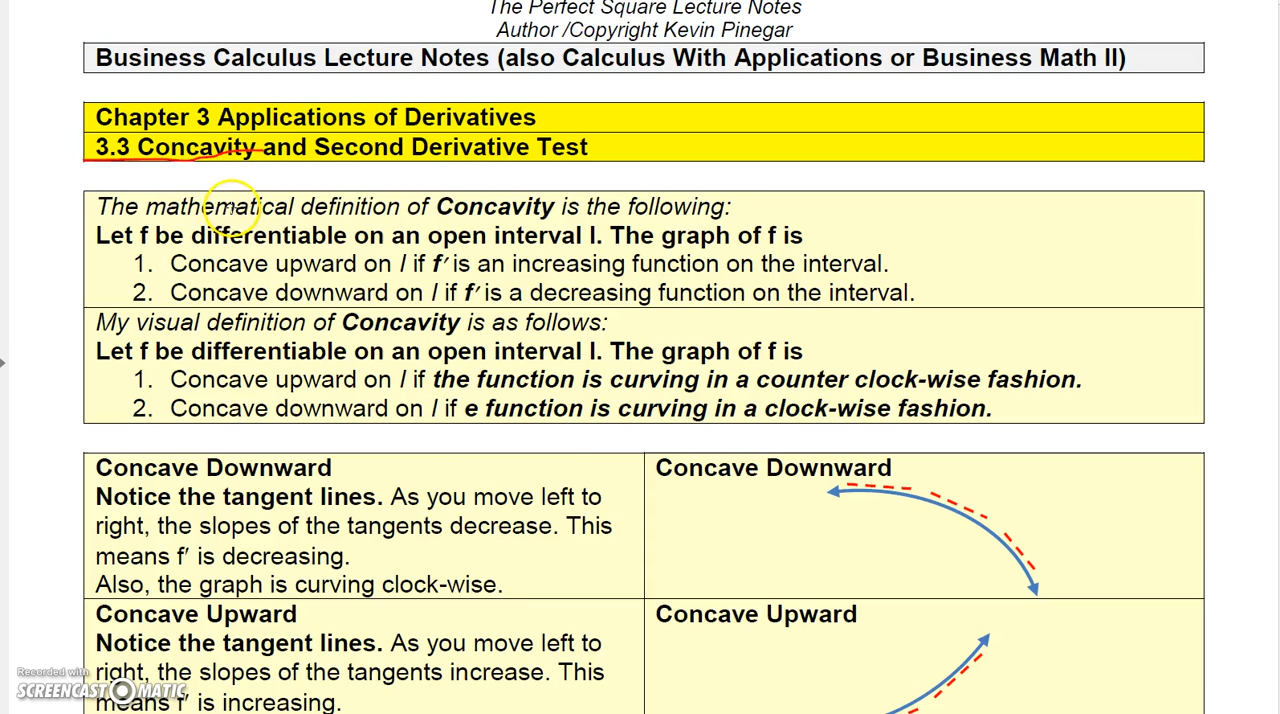 The Perfect Square Lecture Notes
Author /Copyright Kevin Pinegar
Business Calculus Lecture Notes (also Calculus With Applications or Business Math II)
Chapter 3 Applications of Derivatives
3.3 Concavity and Second Derivative Test
The mathematical definition of Concavity is the following:
Let f be differentiable on an open interval I. The graph of f is
1. Concave upward on I if f′ is an increasing function on the interval.
2. Concave downward on I if f′ is a decreasing function on the interval.
My visual definition of Concavity is as follows:
Let f be differentiable on an open interval I. The graph of f is
1. Concave upward on I if the function is curving in a counter clock-wise fashion.
2. Concave downward on I if e function is curving in a clock-wise fashion.
Concave Downward
Notice the tangent lines. As you move left to
right, the slopes of the tangents decrease. This
means f′ is decreasing.
Also, the graph is curving clock-wise.
Concave Downward
Concave Upward
Notice the tangent lines. As you move left to
right, the slopes of the tangents increase. This
means f′ is increasing.
Concave Upward
Recorded with
SCREENCAST-O-MATIC